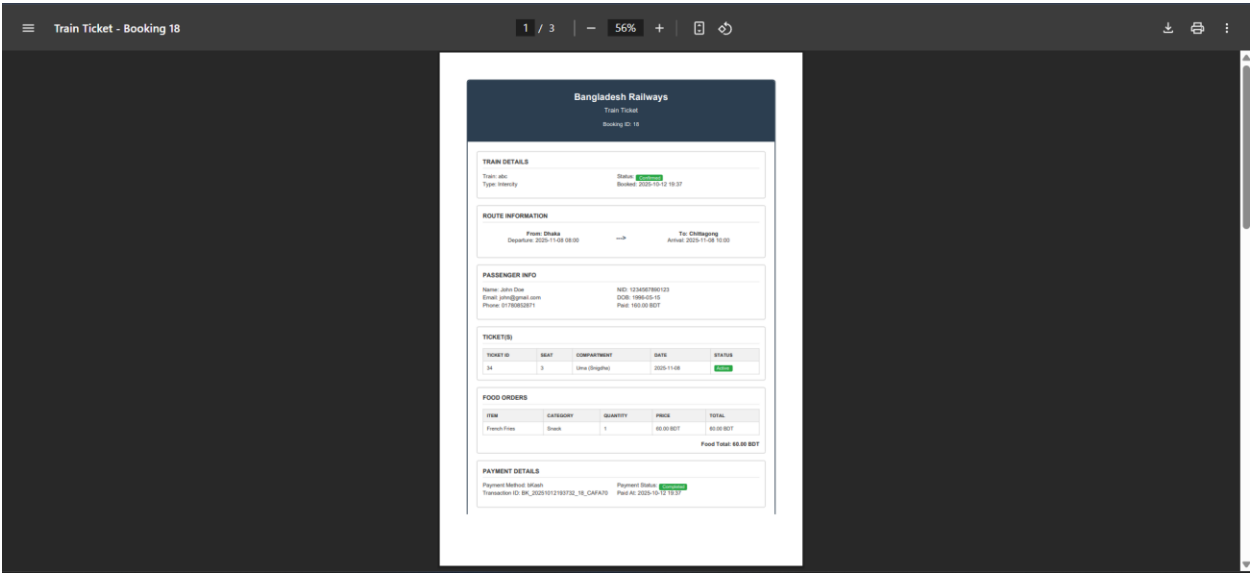 Train Ticket - Booking 18
1 / 3
56%
Bangladesh Railways
Train Ticket
Booking ID: 18
TRAIN DETAILS
Train: abc
Status: Confirmed
Type: Intercity
Booked: 2025-10-12 19:37
ROUTE INFORMATION
From: Dhaka
Departure: 2025-11-08 08:00
--->
To: Chittagong
Arrival: 2025-11-08 10:00
PASSENGER INFO
Name: John Doe
NID: 1234567890123
Email: john@gmail.com
DOB: 1998-05-15
Phone: 01780852871
Paid: 160.00 BDT
TICKET(S)
TICKET ID SEAT COMPARTMENT DATE STATUS
34 3 Uma (Snigdha) 2025-11-08 Active
FOOD ORDERS
ITEM CATEGORY QUANTITY PRICE TOTAL
French Fries Snack 1 60.00 BDT 60.00 BDT
Food Total: 60.00 BDT
PAYMENT DETAILS
Payment Method: bKash
Payment Status: Completed
Transaction ID: BK_20251012193732_18_CAFA70
Paid At: 2025-10-12 19:37